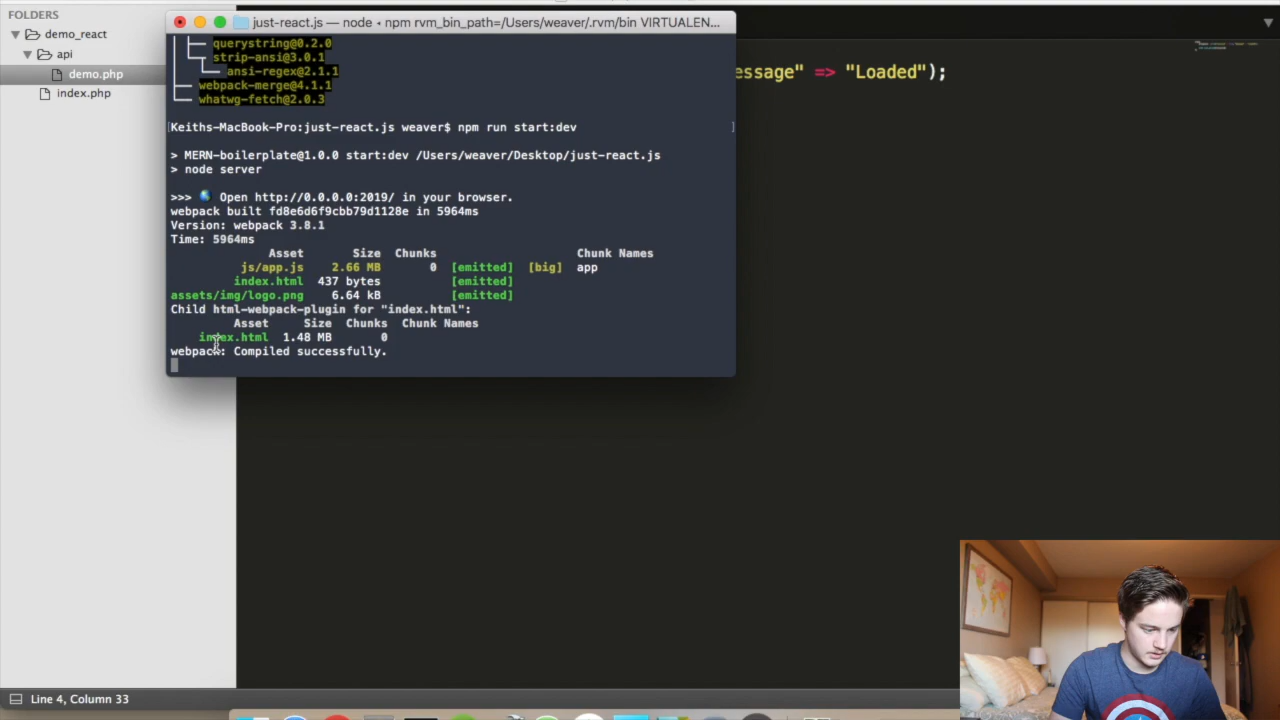 just-react.js — node ◂ npm rvm_bin_path=/Users/weaver/.rvm/bin VIRTUALEN...
FOLDERS
demo_react
api
demo.php
index.php
querystring@0.2.0
strip-ansi@3.0.1
ansi-regex@2.1.1
webpack-merge@4.1.1
whatwg-fetch@2.0.3
[Keiths-MacBook-Pro:just-react.js weaver$ npm run start:dev ]
> MERN-boilerplate@1.0.0 start:dev /Users/weaver/Desktop/just-react.js
> node server
>>> Open http://0.0.0.0:2019/ in your browser.
webpack built fd8e6d6f9cbb79d1128e in 5964ms
Version: webpack 3.8.1
Time: 5964ms
Asset Size Chunks Chunk Names
js/app.js 2.66 MB 0 [emitted] [big] app
index.html 437 bytes [emitted]
assets/img/logo.png 6.64 kB [emitted]
Child html-webpack-plugin for "index.html":
Asset Size Chunks Chunk Names
index.html 1.48 MB 0
webpack: Compiled successfully.
essage" => "Loaded");
Line 4, Column 33